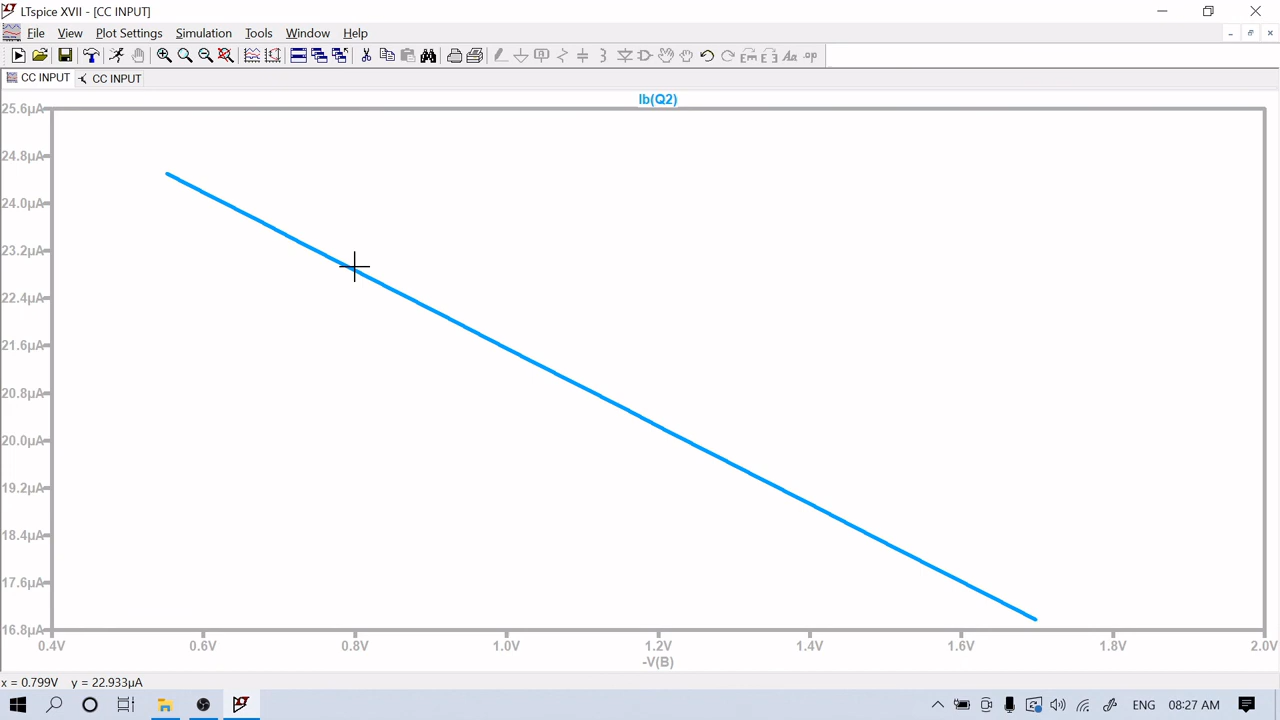 LTspice XVII - [CC INPUT]
File View Plot Settings Simulation Tools Window Help
CC INPUT CC INPUT
Ib(Q2)
25.6µA
24.8µA
24.0µA
23.2µA
22.4µA
21.6µA
20.8µA
20.0µA
19.2µA
18.4µA
17.6µA
16.8µA
0.4V 0.6V 0.8V 1.0V 1.2V 1.4V 1.6V 1.8V 2.0V
-V(B)
x = 0.799V y = 22.933µA
ENG 08:27 AM